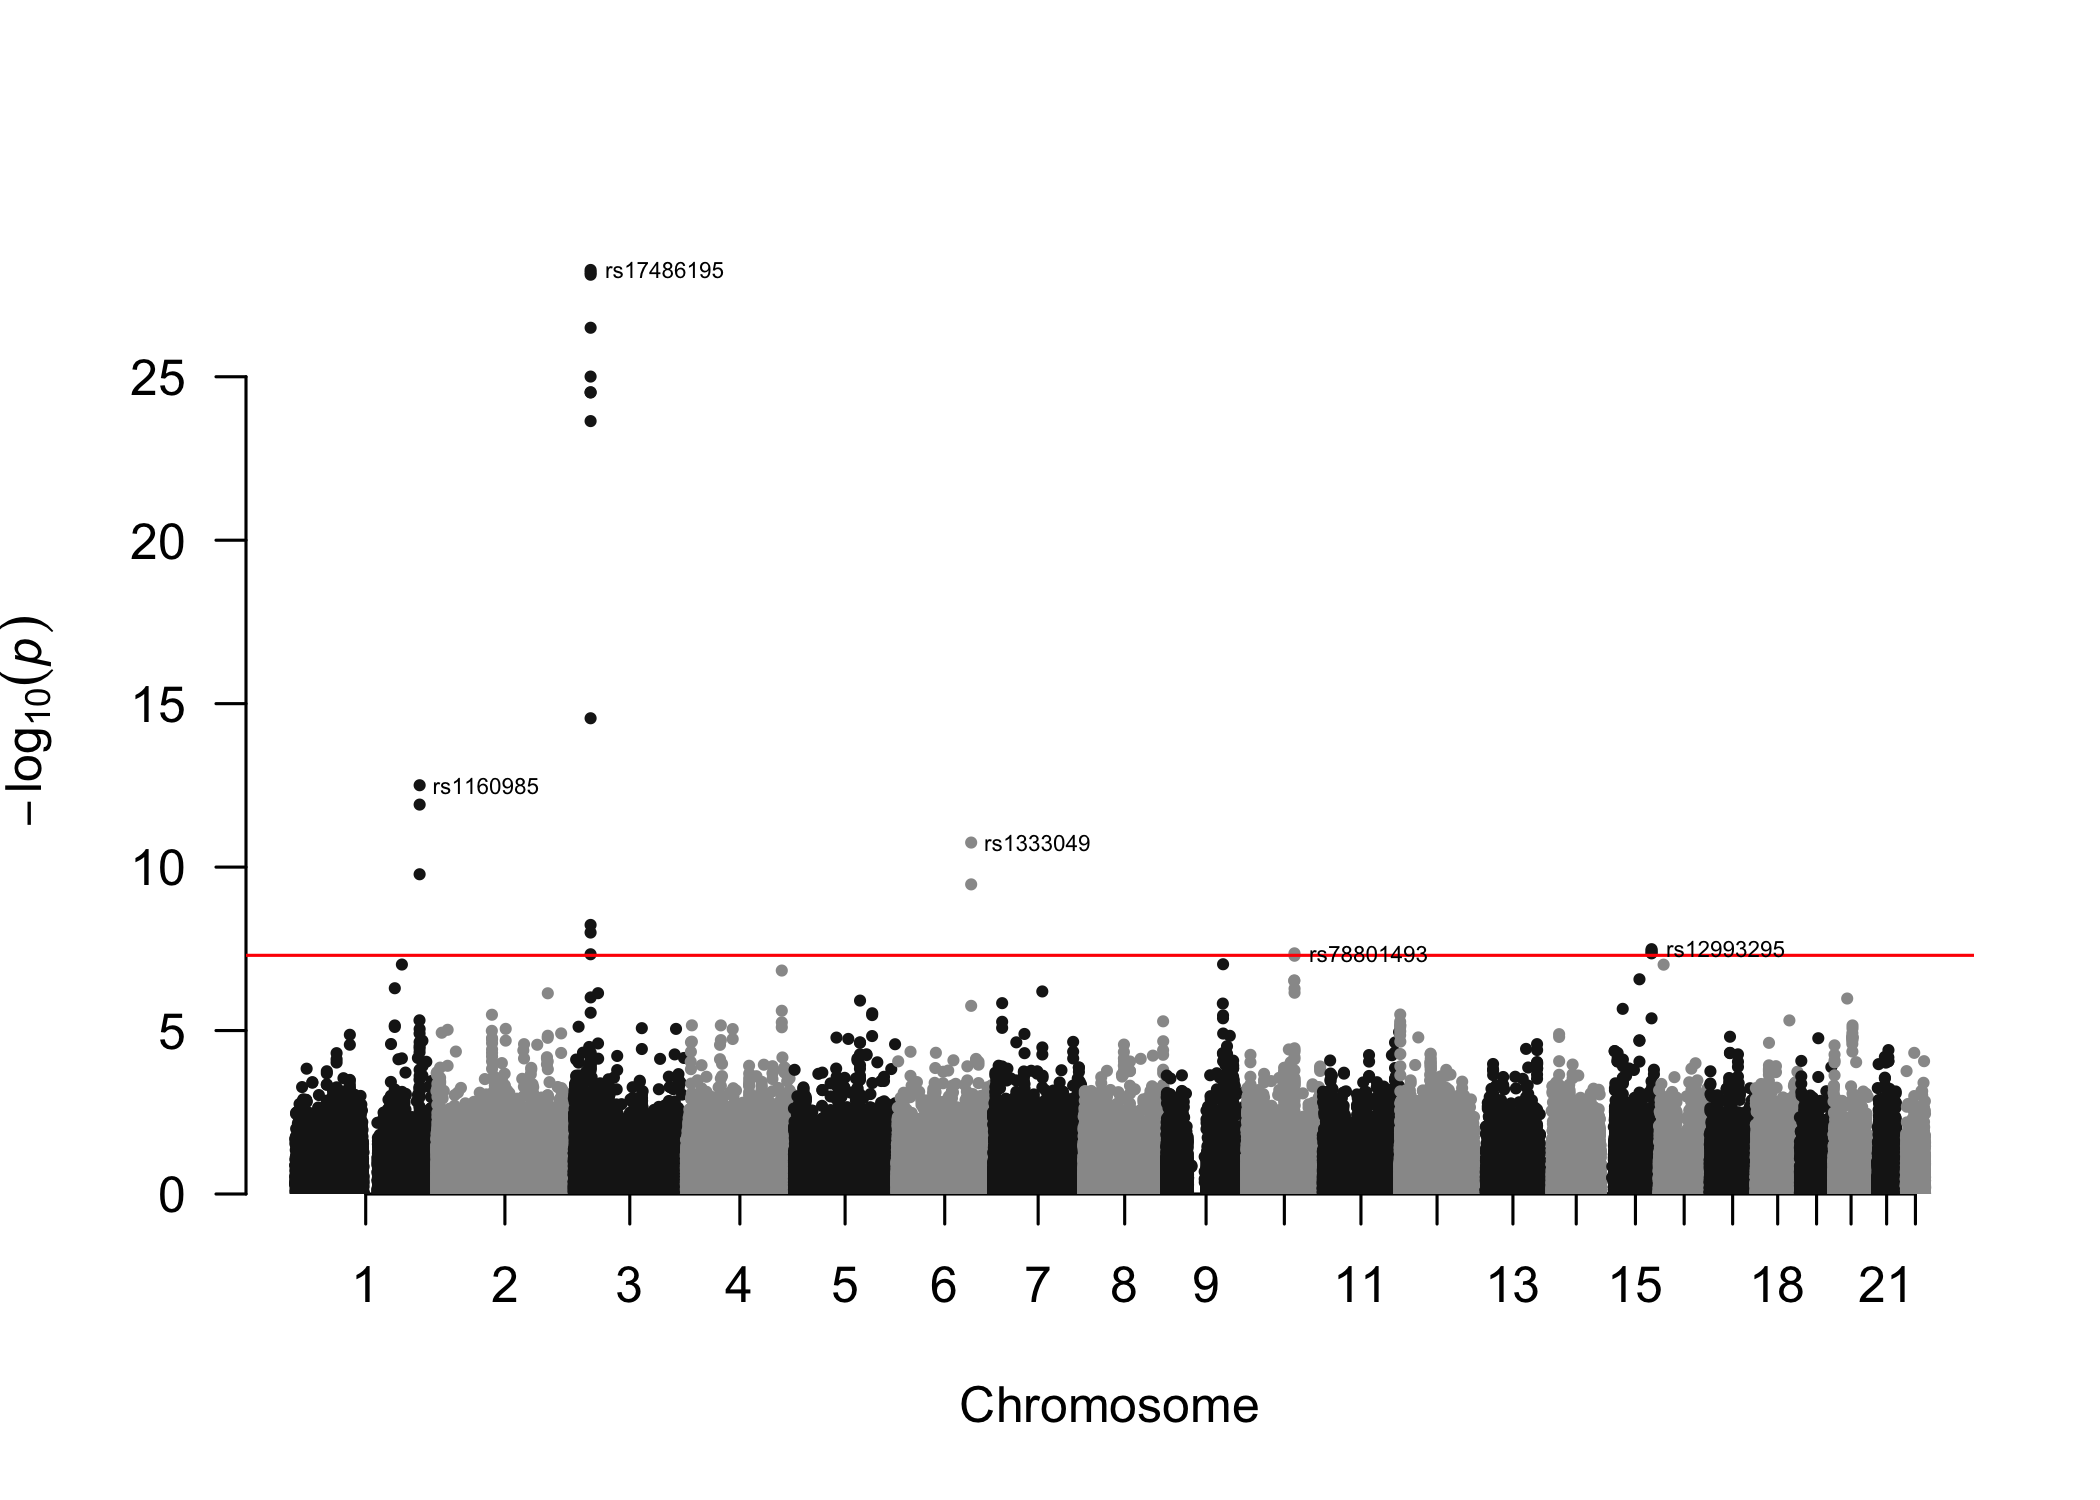 rs17486195
25
20
15
rs1160985
rs1333049
10
rs78801493
rs12993295
5
0
−log10(p)
1 2 3 4 5 6 7 8 9 11 13 15 18 21
Chromosome